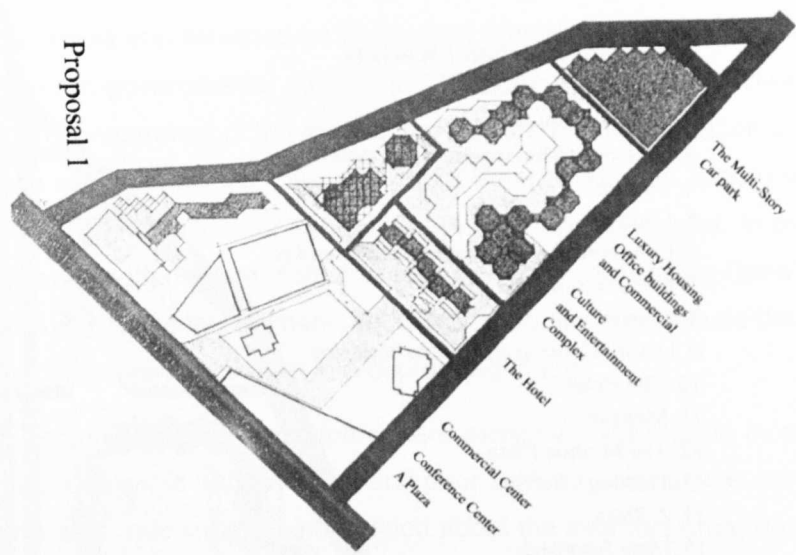 Proposal 1
The Multi-Story
Car park
Luxury Housing
Office buildings
and Commercial
Culture
and Entertainment
Complex
The Hotel
Commercial Center
Conference Center
A Plaza